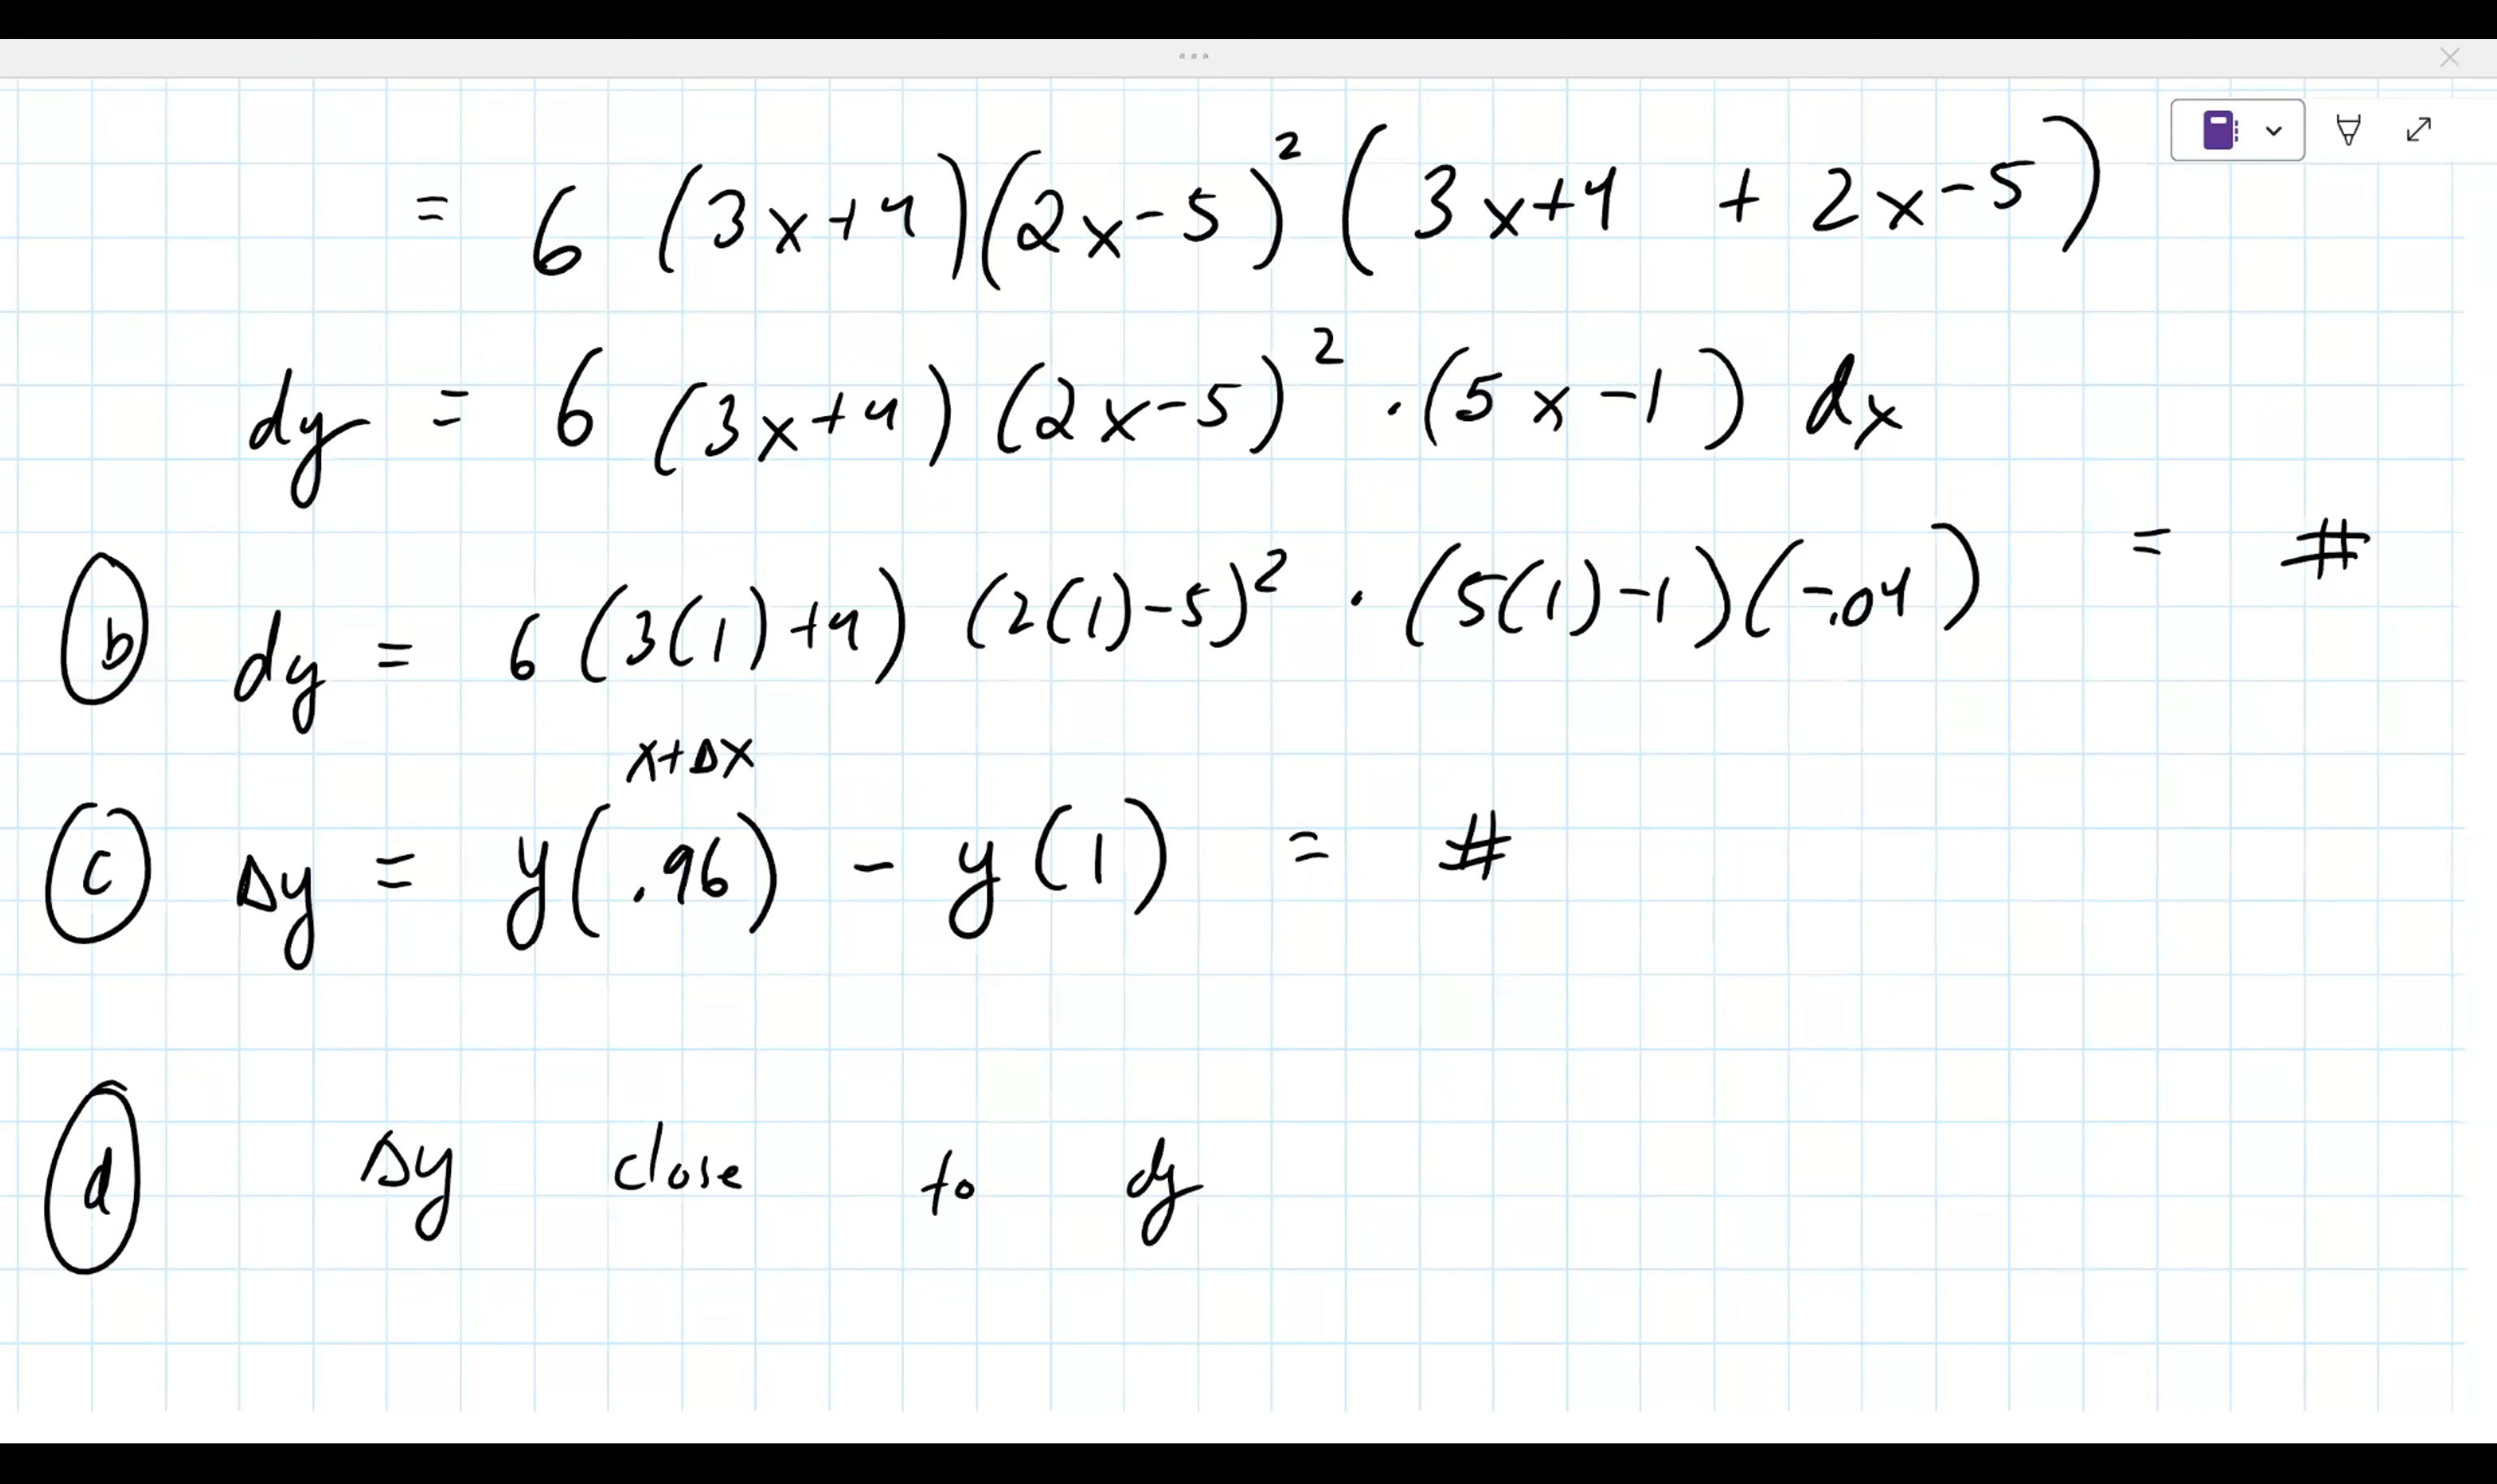 = 6 (3x+4)(2x-5)² (3x+4 + 2x-5)
dy = 6 (3x+4) (2x-5)² · (5x-1) dx
b dy = 6 (3(1)+4) (2(1)-5)² · (5(1)-1)(-.04) = #
x+Δx
c Δy = y(.96) - y(1) = #
d Δy close to dy